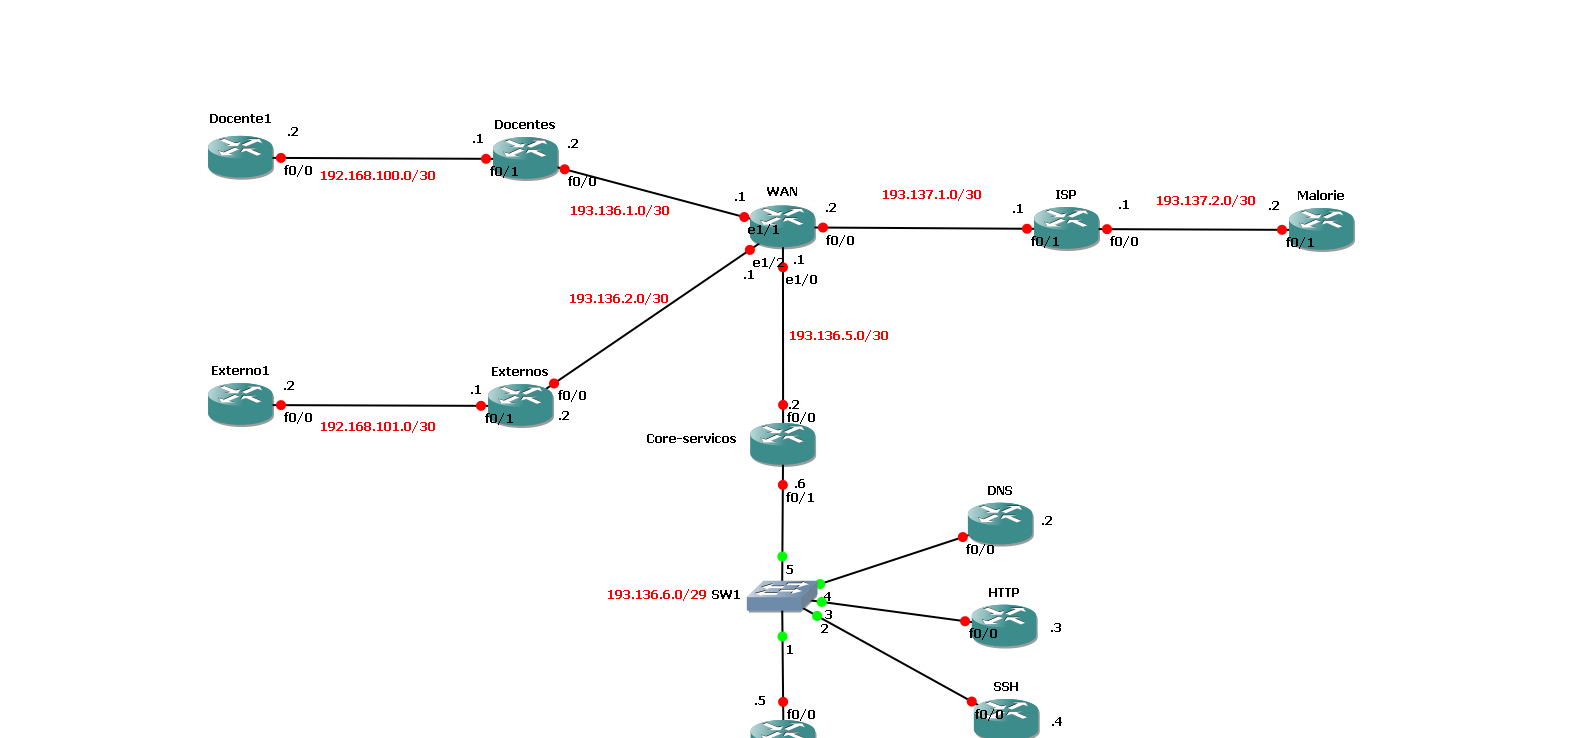 Docente1
.2
f0/0
192.168.100.0/30
.1
f0/1
Docentes
.2
f0/0
193.136.1.0/30
.1
e1/1
WAN
.2
f0/0
193.137.1.0/30
.1
f0/1
ISP
.1
f0/0
193.137.2.0/30
.2
f0/1
Malorie
e1/2
.1
.1
e1/0
193.136.2.0/30
193.136.5.0/30
Externo1
.2
f0/0
192.168.101.0/30
.1
f0/1
Externos
f0/0
.2
.2
f0/0
Core-servicos
.6
f0/1
DNS
.2
f0/0
5
193.136.6.0/29 SW1
4
3
2
1
HTTP
.3
f0/0
SSH
.4
f0/0
.5
f0/0